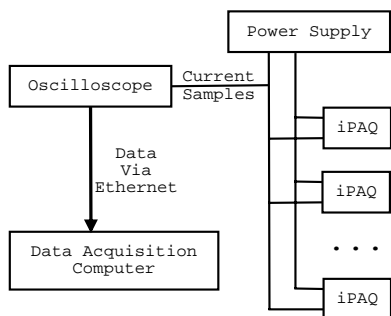 Power Supply
Oscilloscope
Current
Samples
iPAQ
Data
Via
Ethernet
iPAQ
Data Acquisition
Computer
. . .
iPAQ